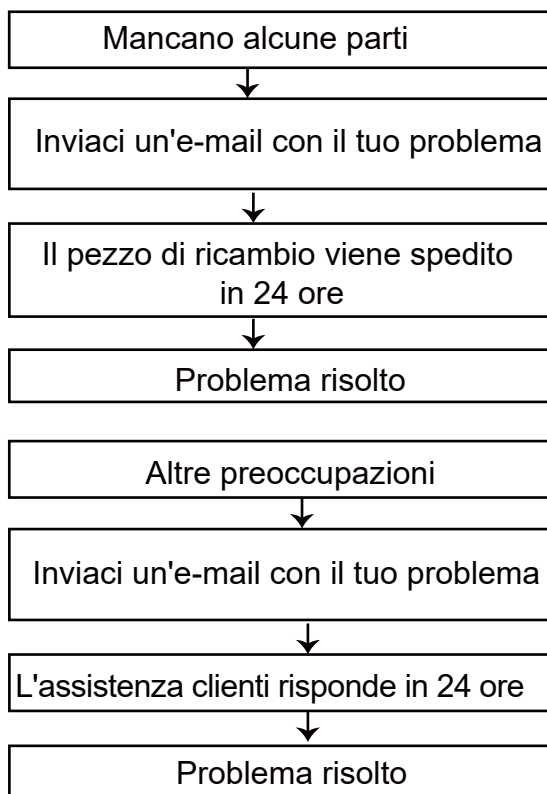 Mancano alcune parti
Inviaci un'e-mail con il tuo problema
Il pezzo di ricambio viene spedito
in 24 ore
Problema risolto
Altre preoccupazioni
Inviaci un'e-mail con il tuo problema
L'assistenza clienti risponde in 24 ore
Problema risolto